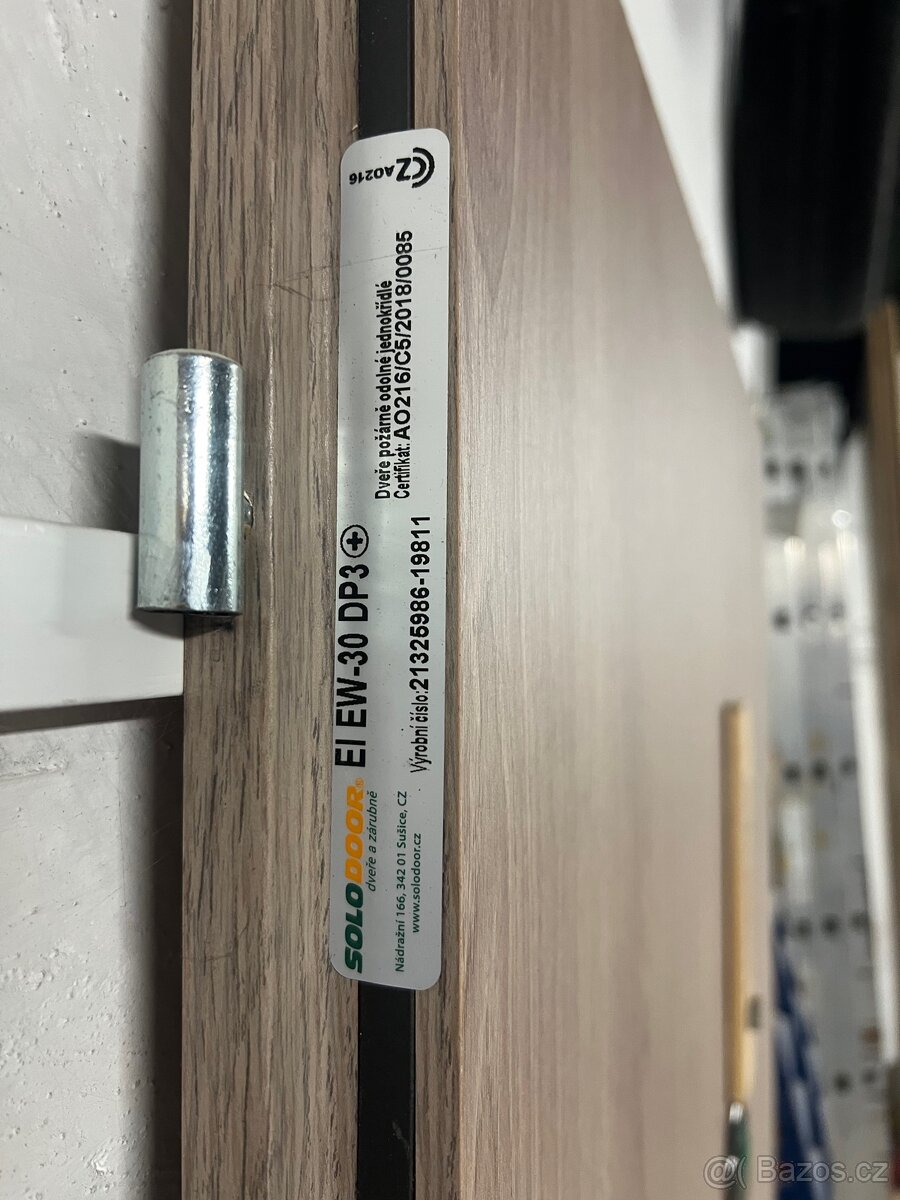 SOLODOOR®
dveře a zárubně
Nádražní 166, 342 01 Sušice, CZ
www.solodoor.cz
EI EW-30 DP3
Výrobní číslo:21325986-19811
Dveře požárně odolné jednokřídlé
Certifikát: AO216/C5/2018/0085
CZ AO216
@( Bazos.cz